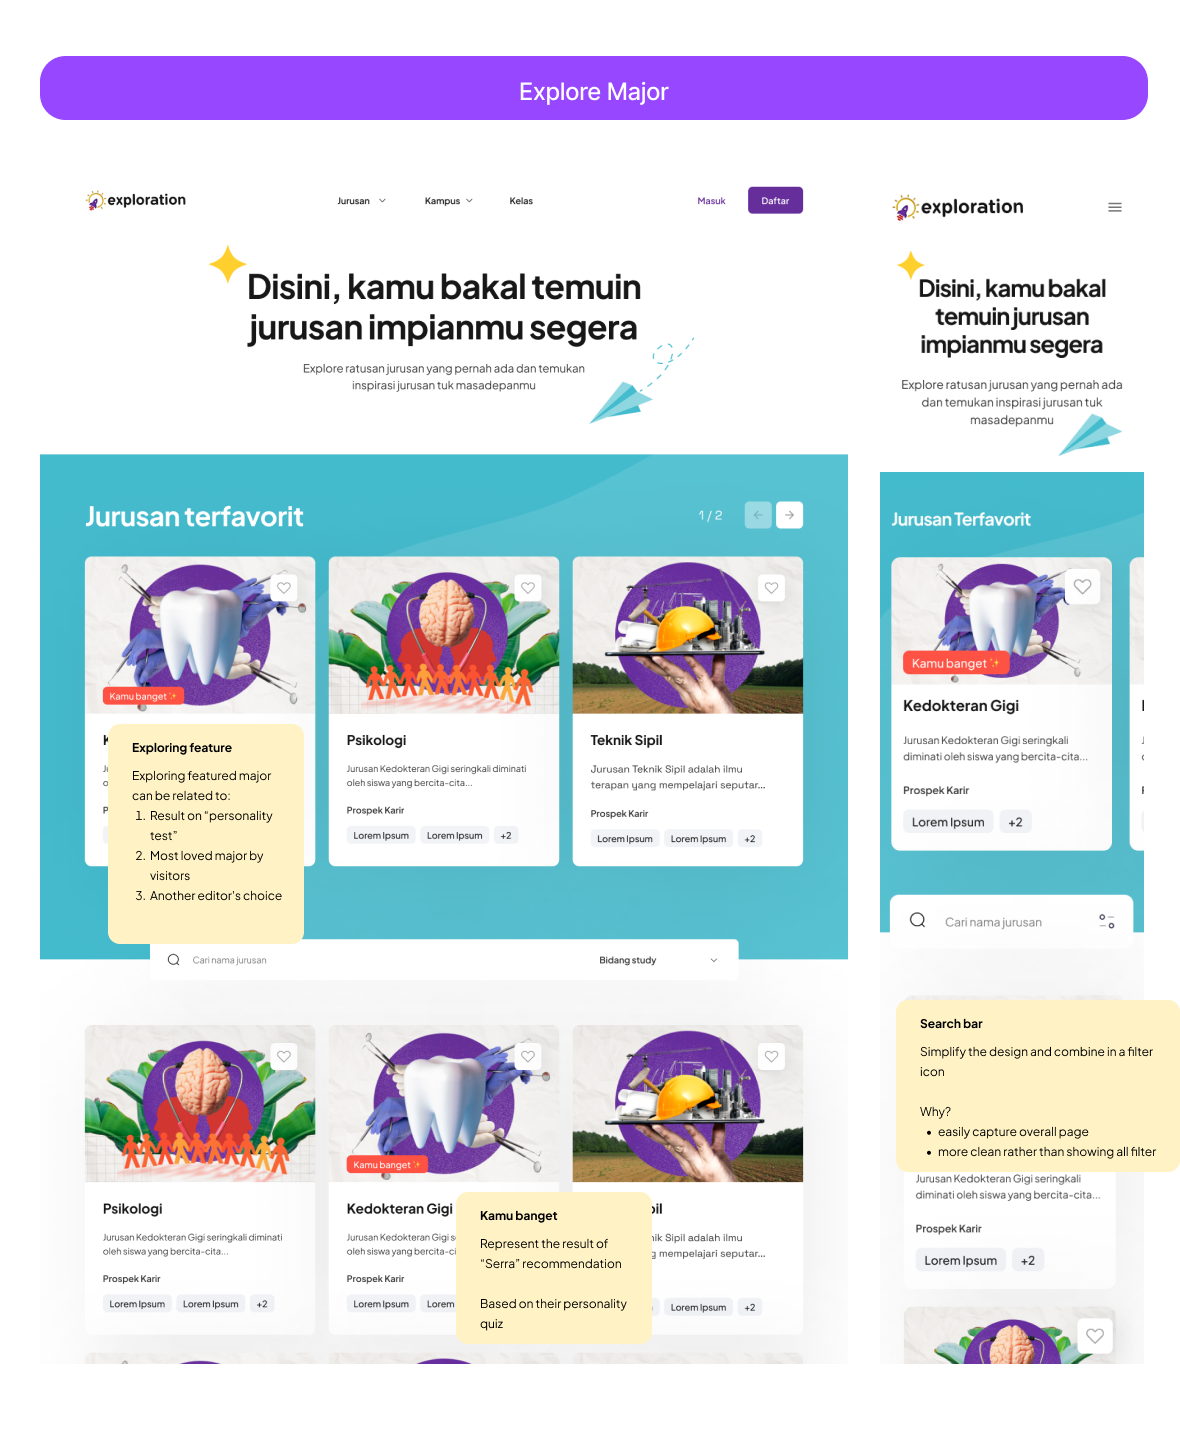 Explore Major
exploration
Jurusan
Kampus
Kelas
Masuk
Daftar
Disini, kamu bakal temuin
jurusan impianmu segera
Explore ratusan jurusan yang pernah ada dan temukan
inspirasi jurusan tuk masadepanmu
Jurusan terfavorit
1 / 2
Kamu banget
K
Exploring feature
Exploring featured major
can be related to:
1. Result on “personality
test”
2. Most loved major by
visitors
3. Another editor's choice
Psikologi
Jurusan Kedokteran Gigi seringkali diminati
oleh siswa yang bercita-cita...
Prospek Karir
Lorem Ipsum
Lorem Ipsum
+2
Teknik Sipil
Jurusan Teknik Sipil adalah ilmu
terapan yang mempelajari seputar...
Prospek Karir
Lorem Ipsum
Lorem Ipsum
+2
Cari nama jurusan
Bidang study
Psikologi
Jurusan Kedokteran Gigi seringkali diminati
oleh siswa yang bercita-cita...
Prospek Karir
Lorem Ipsum
Lorem Ipsum
+2
Kamu banget
Kedokteran Gigi
Jurusan Kedokteran Gigi s
oleh siswa yang bercita-ci
Prospek Karir
Lorem Ipsum
Lorem
Kamu banget
Represent the result of
“Serra” recommendation
Based on their personality
quiz
pil
nik Sipil adalah ilmu
g mempelajari seputar...
Lorem Ipsum
+2
exploration
Disini, kamu bakal
temuin jurusan
impianmu segera
Explore ratusan jurusan yang pernah ada
dan temukan inspirasi jurusan tuk
masadepanmu
Jurusan Terfavorit
Kamu banget
Kedokteran Gigi
Jurusan Kedokteran Gigi seringkali
diminati oleh siswa yang bercita-cita...
Prospek Karir
Lorem Ipsum
+2
Cari nama jurusan
Search bar
Simplify the design and combine in a filter
icon
Why?
• easily capture overall page
• more clean rather than showing all filter
Jurusan Kedokteran Gigi seringkali
diminati oleh siswa yang bercita-cita...
Prospek Karir
Lorem Ipsum
+2